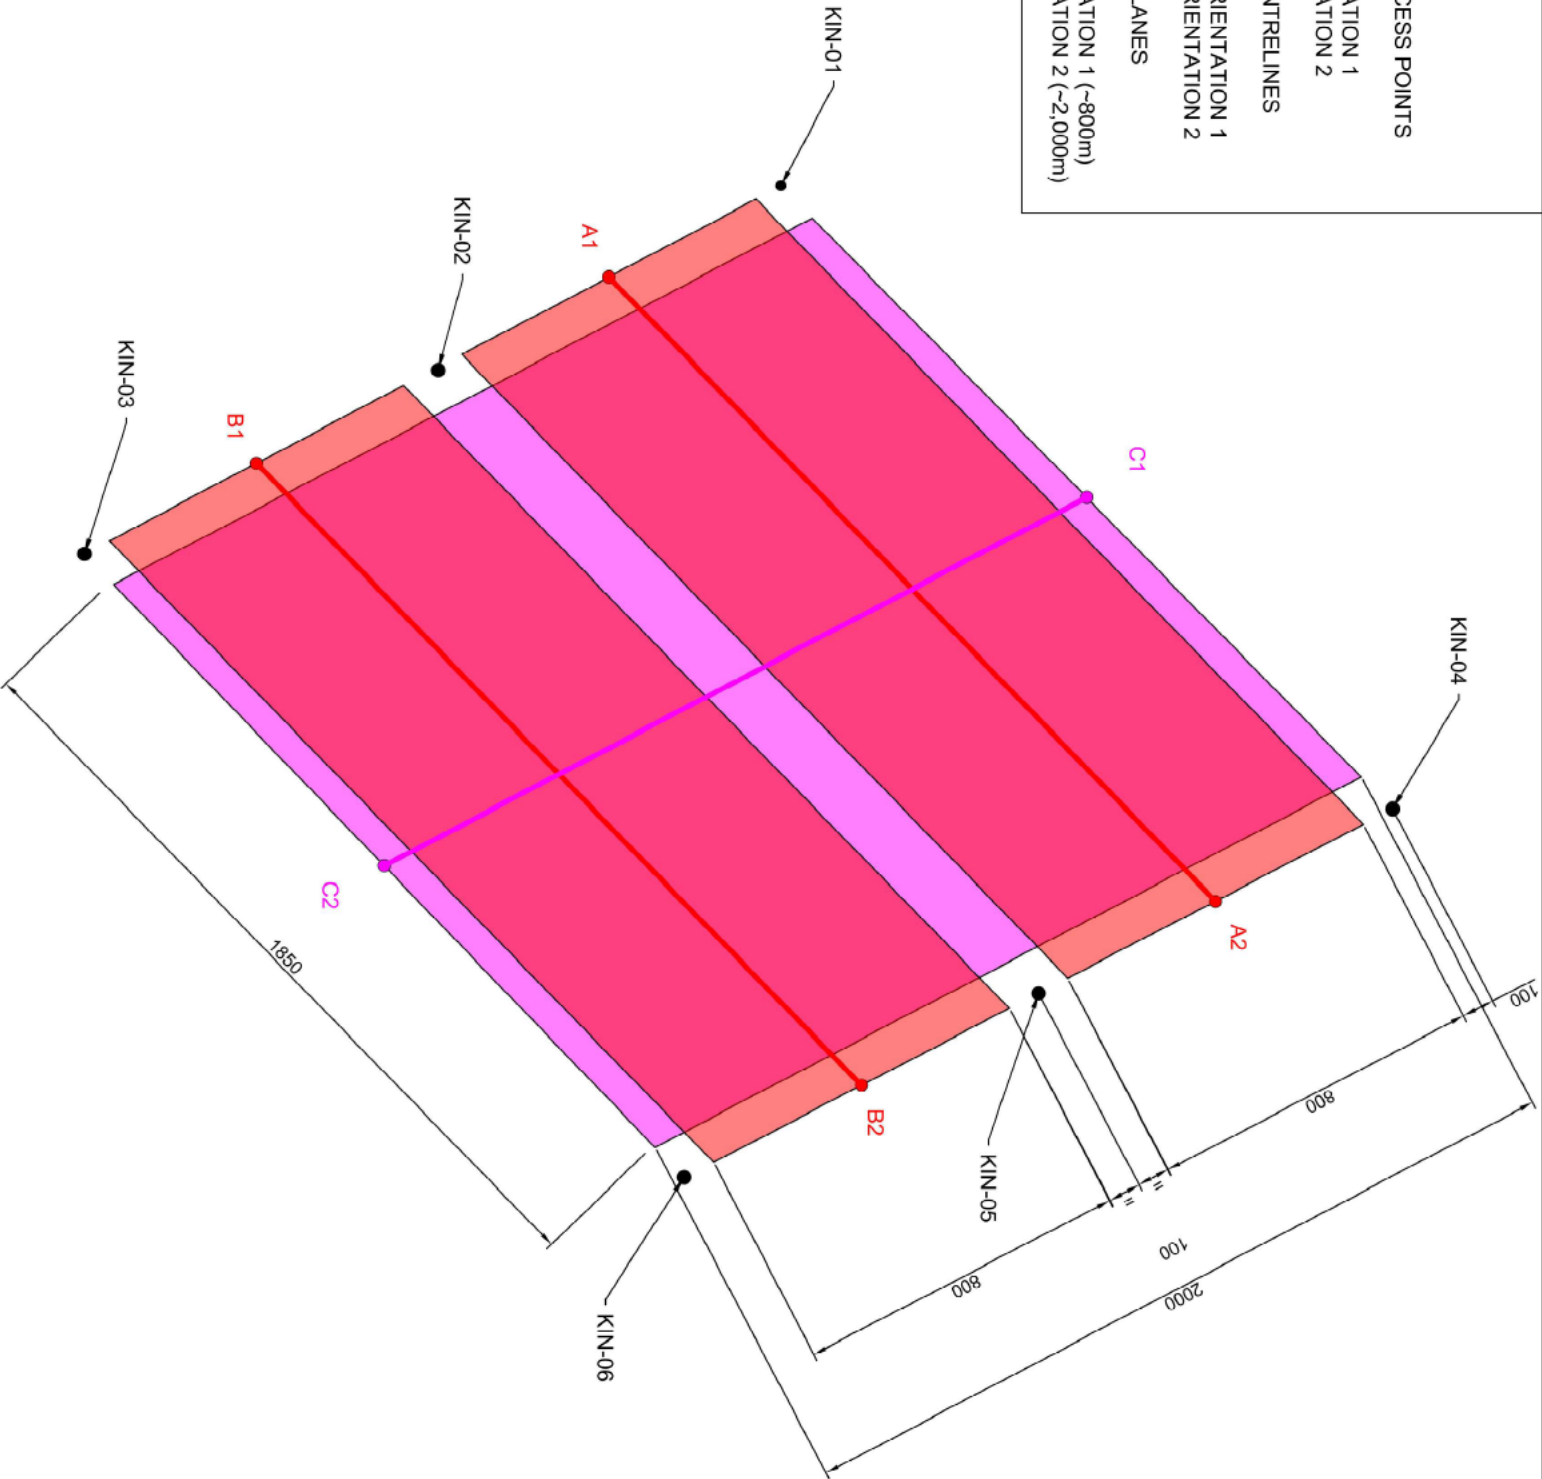 CESS POINTS
ATION 1
ATION 2
NTRELINES
RIENTATION 1
RIENTATION 2
LANES
ATION 1 (~800m)
ATION 2 (~2,000m)
KIN-01
KIN-02
KIN-03
KIN-04
KIN-05
KIN-06
A1
A2
B1
B2
C1
C2
1850
100
800
=
=
100
800
2000